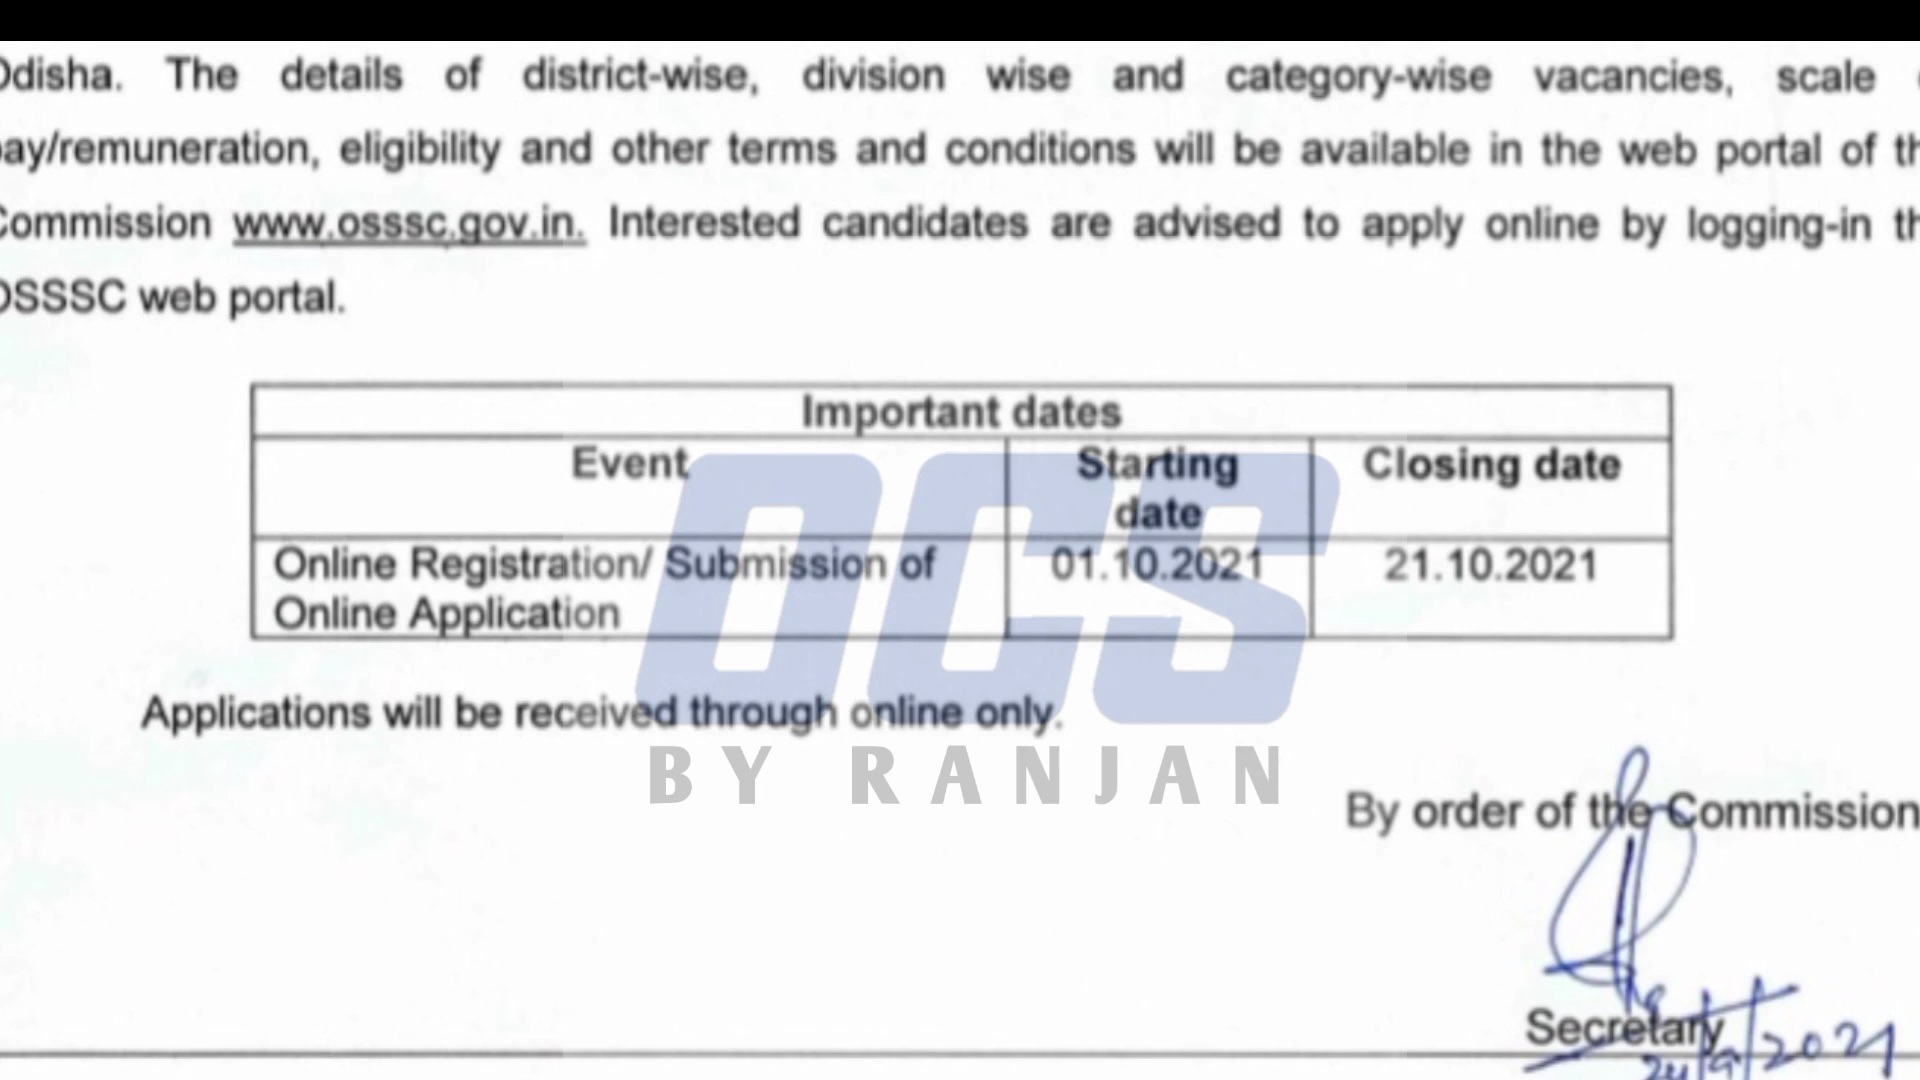 Odisha. The details of district-wise, division wise and category-wise vacancies, scale
pay/remuneration, eligibility and other terms and conditions will be available in the web portal of th
Commission www.osssc.gov.in. Interested candidates are advised to apply online by logging-in th
OSSSC web portal.
Important dates
Event Starting date Closing date
Online Registration/ Submission of Online Application 01.10.2021 21.10.2021
Applications will be received through online only.
OCS
BY RANJAN
By order of the Commission
Secretary
24/9/2021